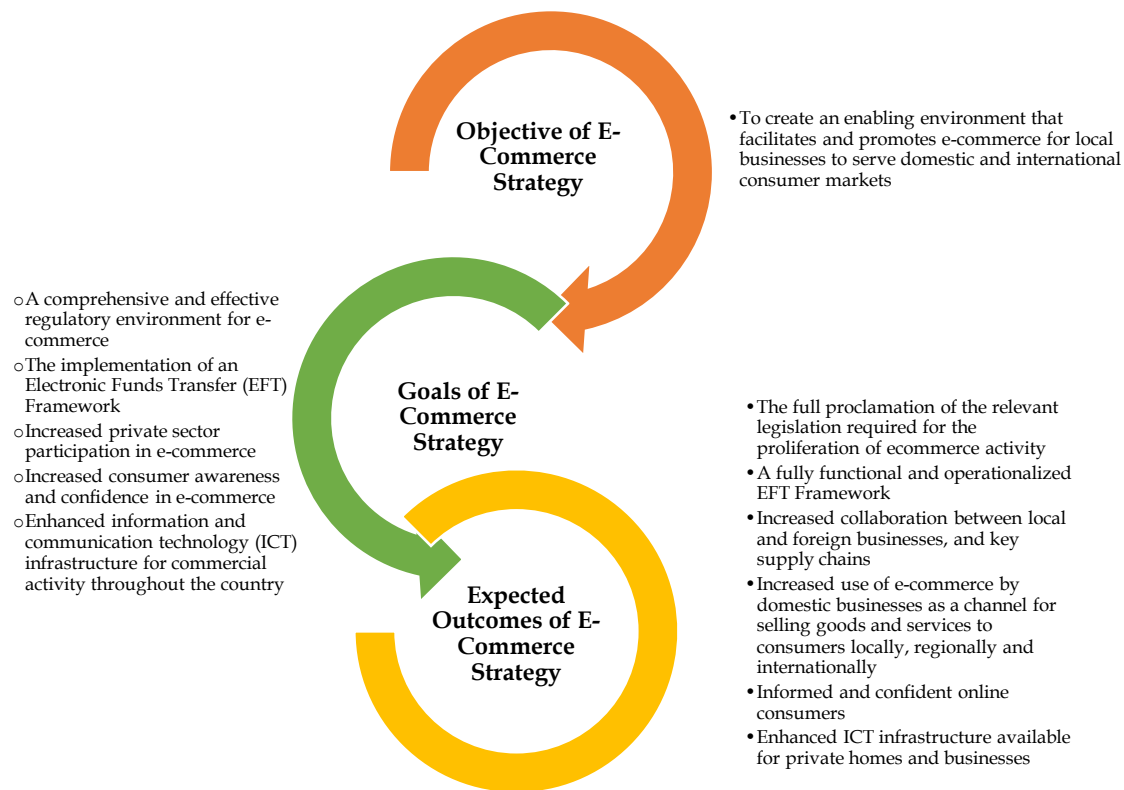 Objective of E-
Commerce
Strategy
•To create an enabling environment that
facilitates and promotes e-commerce for local
businesses to serve domestic and international
consumer markets
Goals of E-
Commerce
Strategy
oA comprehensive and effective
regulatory environment for e-
commerce
oThe implementation of an
Electronic Funds Transfer (EFT)
Framework
oIncreased private sector
participation in e-commerce
oIncreased consumer awareness
and confidence in e-commerce
oEnhanced information and
communication technology (ICT)
infrastructure for commercial
activity throughout the country
Expected
Outcomes of E-
Commerce
Strategy
•The full proclamation of the relevant
legislation required for the
proliferation of ecommerce activity
•A fully functional and operationalized
EFT Framework
•Increased collaboration between local
and foreign businesses, and key
supply chains
•Increased use of e-commerce by
domestic businesses as a channel for
selling goods and services to
consumers locally, regionally and
internationally
•Informed and confident online
consumers
•Enhanced ICT infrastructure available
for private homes and businesses